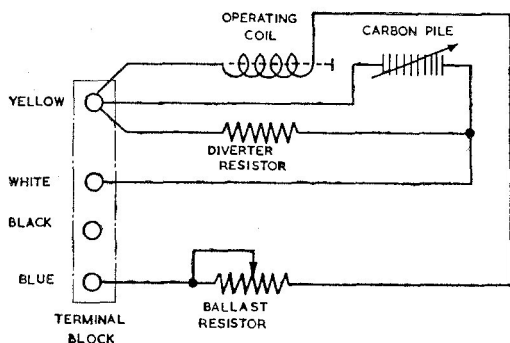 OPERATING
COIL
CARBON PILE
YELLOW
DIVERTER
RESISTOR
WHITE
BLACK
BLUE
BALLAST
RESISTOR
TERMINAL
BLOCK